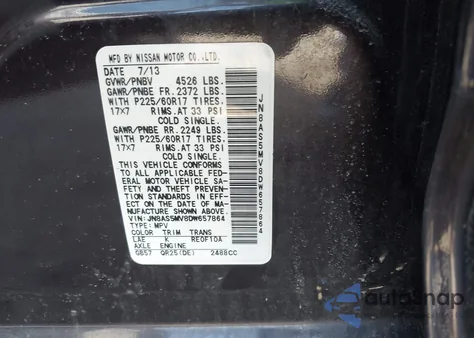 MFD BY NISSAN MOTOR CO.,LTD.
DATE 7/13
GVWR/PNBV 4526 LBS.
GAWR/PNBE FR. 2372 LBS.
WITH P225/60R17 TIRES.
17x7 RIMS.AT 33 PSI
COLD SINGLE.
GAWR/PNBE RR. 2249 LBS.
WITH P225/60R17 TIRES.
17x7 RIMS.AT 33 PSI
COLD SINGLE.
THIS VEHICLE CONFORMS
TO ALL APPLICABLE FED-
ERAL MOTOR VEHICLE SA-
FETY AND THEFT PREVEN-
TION STANDARDS IN EFF-
ECT ON THE DATE OF MA-
NUFACTURE SHOWN ABOVE.
VIN:JN8AS5MV8DW657864
TYPE:MPV
COLOR TRIM TRANS
LAE K RE0F10A
AXLE ENGINE
GB57 QR25(DE) 2488CC
JN8AS5MV8DW657864
autosnap